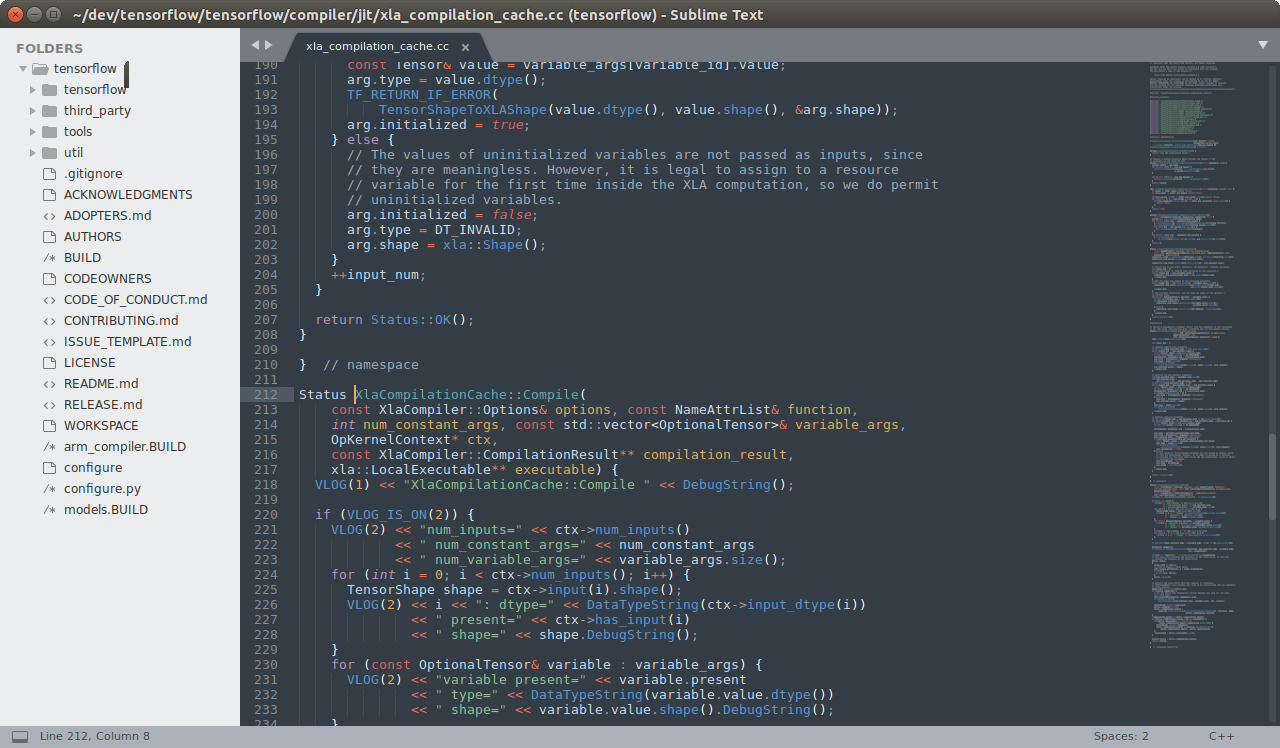 ~/dev/tensorflow/tensorflow/compiler/jit/xla_compilation_cache.cc (tensorflow) - Sublime Text
FOLDERS
tensorflow
tensorflow
third_party
tools
util
.gitignore
ACKNOWLEDGMENTS
ADOPTERS.md
AUTHORS
/* BUILD
CODEOWNERS
<> CODE_OF_CONDUCT.md
<> CONTRIBUTING.md
<> ISSUE_TEMPLATE.md
LICENSE
<> README.md
<> RELEASE.md
WORKSPACE
/* arm_compiler.BUILD
configure
/* configure.py
/* models.BUILD
xla_compilation_cache.cc ×
190 const Tensor& value = variable_args[variable_id].value;
191 arg.type = value.dtype();
192 TF_RETURN_IF_ERROR(
193 TensorShapeToXLAShape(value.dtype(), value.shape(), &arg.shape));
194 arg.initialized = true;
195 } else {
196 // The values of uninitialized variables are not passed as inputs, since
197 // they are meaningless. However, it is legal to assign to a resource
198 // variable for the first time inside the XLA computation, so we do permit
199 // uninitialized variables.
200 arg.initialized = false;
201 arg.type = DT_INVALID;
202 arg.shape = xla::Shape();
203 }
204 ++input_num;
205 }
206
207 return Status::OK();
208 }
209
210 } // namespace
211
212 Status XlaCompilationCache::Compile(
213 const XlaCompiler::Options& options, const NameAttrList& function,
214 int num_constant_args, const std::vector<OptionalTensor>& variable_args,
215 OpKernelContext* ctx,
216 const XlaCompiler::CompilationResult** compilation_result,
217 xla::LocalExecutable** executable) {
218 VLOG(1) << "XlaCompilationCache::Compile " << DebugString();
219
220 if (VLOG_IS_ON(2)) {
221 VLOG(2) << "num_inputs=" << ctx->num_inputs()
222 << " num_constant_args=" << num_constant_args
223 << " num_variable_args=" << variable_args.size();
224 for (int i = 0; i < ctx->num_inputs(); i++) {
225 TensorShape shape = ctx->input(i).shape();
226 VLOG(2) << i << ": dtype=" << DataTypeString(ctx->input_dtype(i))
227 << " present=" << ctx->has_input(i)
228 << " shape=" << shape.DebugString();
229 }
230 for (const OptionalTensor& variable : variable_args) {
231 VLOG(2) << "variable present=" << variable.present
232 << " type=" << DataTypeString(variable.value.dtype())
233 << " shape=" << variable.value.shape().DebugString();
234 }
Line 212, Column 8
Spaces: 2
C++